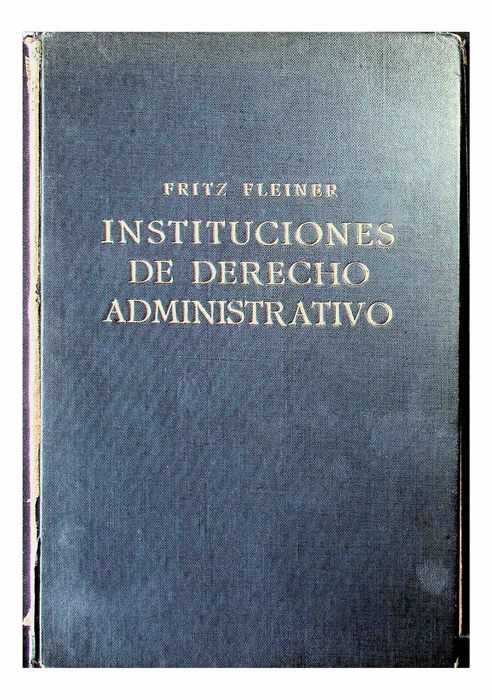 FRITZ FLEINER
INSTITUCIONES
DE DERECHO
ADMINISTRATIVO